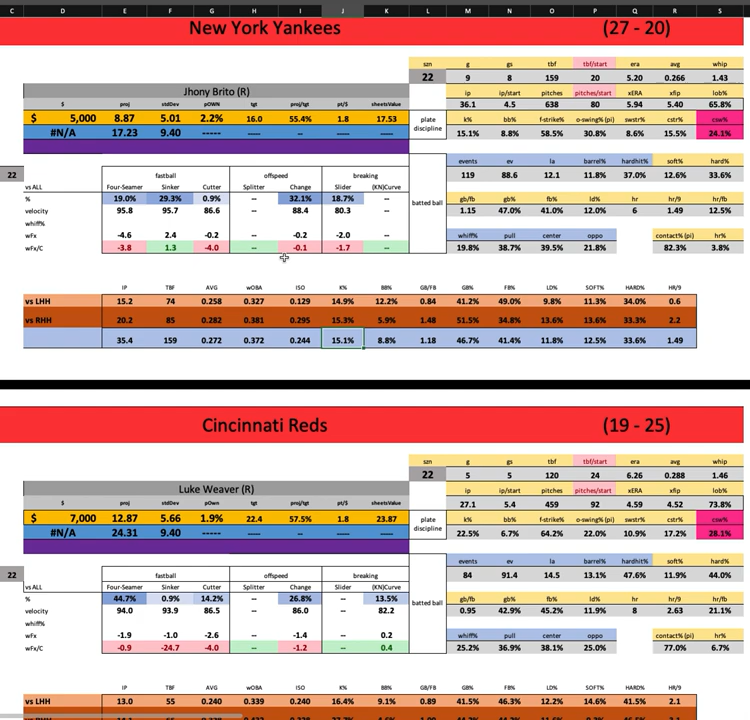 C D E F G H I J K L M N O P Q R S
New York Yankees (27 - 20)
szn g gs tbf tbf/start era avg whip
22 9 8 159 20 5.20 0.266 1.43
Jhony Brito (R) ip ip/start pitches pitches/start xERA xfip lob%
$ proj stdDev pOWN tgt proj/tgt pt/$ sheetsValue 36.1 4.5 638 80 5.94 5.40 65.8%
$ 5,000 8.87 5.01 2.2% 16.0 55.4% 1.8 17.53 plate discipline k% bb% f-strike% o-swing% (pi) swstr% cstr% csw%
#N/A 17.23 9.40 ----- ---- -- ---- ---- 15.1% 8.8% 58.5% 30.8% 8.6% 15.5% 24.1%
events ev la barrel% hardhit% soft% hard%
22 fastball offspeed breaking 119 88.6 12.1 11.8% 37.0% 12.6% 33.6%
vs ALL Four-Seamer Sinker Cutter Splitter Change Slider (KN)Curve
% 19.0% 29.3% 0.9% -- 32.1% 18.7% -- batted ball gb/fb gb% fb% ld% hr hr/9 hr/fb
velocity 95.8 95.7 86.6 -- 88.4 80.3 -- 1.15 47.0% 41.0% 12.0% 6 1.49 12.5%
whiff%
wFx -4.6 2.4 -0.2 -- -0.2 -2.0 -- whiff% pull center oppo contact% (pi) hr%
wFx/C -3.8 1.3 -4.0 -- -0.1 -1.7 -- 19.8% 38.7% 39.5% 21.8% 82.3% 3.8%
IP TBF AVG wOBA ISO K% BB% GB/FB GB% FB% LD% SOFT% HARD% HR/9
vs LHH 15.2 74 0.258 0.327 0.129 14.9% 12.2% 0.84 41.2% 49.0% 9.8% 11.3% 34.0% 0.6
vs RHH 20.2 85 0.282 0.381 0.295 15.3% 5.9% 1.48 51.5% 34.8% 13.6% 13.6% 33.3% 2.2
35.4 159 0.272 0.372 0.244 15.1% 8.8% 1.18 46.7% 41.4% 11.8% 12.5% 33.6% 1.49
Cincinnati Reds (19 - 25)
szn g gs tbf tbf/start era avg whip
22 5 5 120 24 6.26 0.288 1.46
Luke Weaver (R) ip ip/start pitches pitches/start xERA xfip lob%
$ proj stdDev pOwn tgt proj/tgt pt/$ sheetsValue 27.1 5.4 459 92 4.59 4.52 73.8%
$ 7,000 12.87 5.66 1.9% 22.4 57.5% 1.8 23.87 plate discipline k% bb% f-strike% o-swing% (pi) swstr% cstr% csw%
#N/A 24.31 9.40 ----- ---- -- ---- ---- 22.5% 6.7% 64.2% 22.0% 10.9% 17.2% 28.1%
events ev la barrel% hardhit% soft% hard%
22 fastball offspeed breaking 84 91.4 14.5 13.1% 47.6% 11.9% 44.0%
vs ALL Four-Seamer Sinker Cutter Splitter Change Slider (KN)Curve
% 44.7% 0.9% 14.2% -- 26.8% -- 13.5% batted ball gb/fb gb% fb% ld% hr hr/9 hr/fb
velocity 94.0 93.9 86.5 -- 86.0 -- 82.2 0.95 42.9% 45.2% 11.9% 8 2.63 21.1%
whiff%
wFx -1.9 -1.0 -2.6 -- -1.4 -- 0.2 whiff% pull center oppo contact% (pi) hr%
wFx/C -0.9 -24.7 -4.0 -- -1.2 -- 0.4 25.2% 36.9% 38.1% 25.0% 77.0% 6.7%
IP TBF AVG wOBA ISO K% BB% GB/FB GB% FB% LD% SOFT% HARD% HR/9
vs LHH 13.0 55 0.240 0.339 0.240 16.4% 9.1% 0.89 41.5% 46.3% 12.2% 14.6% 41.5% 2.1